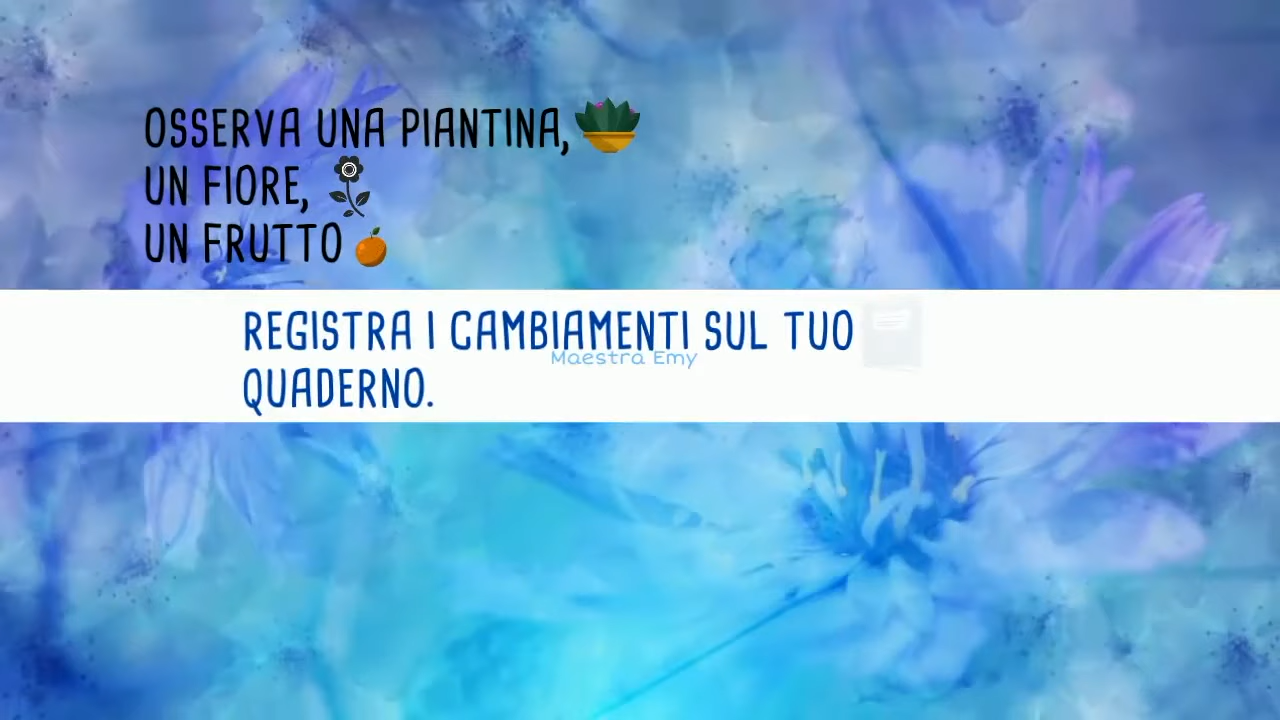 OSSERVA UNA PIANTINA,
UN FIORE,
UN FRUTTO
REGISTRA I CAMBIAMENTI SUL TUO
Maestra Emy
QUADERNO.